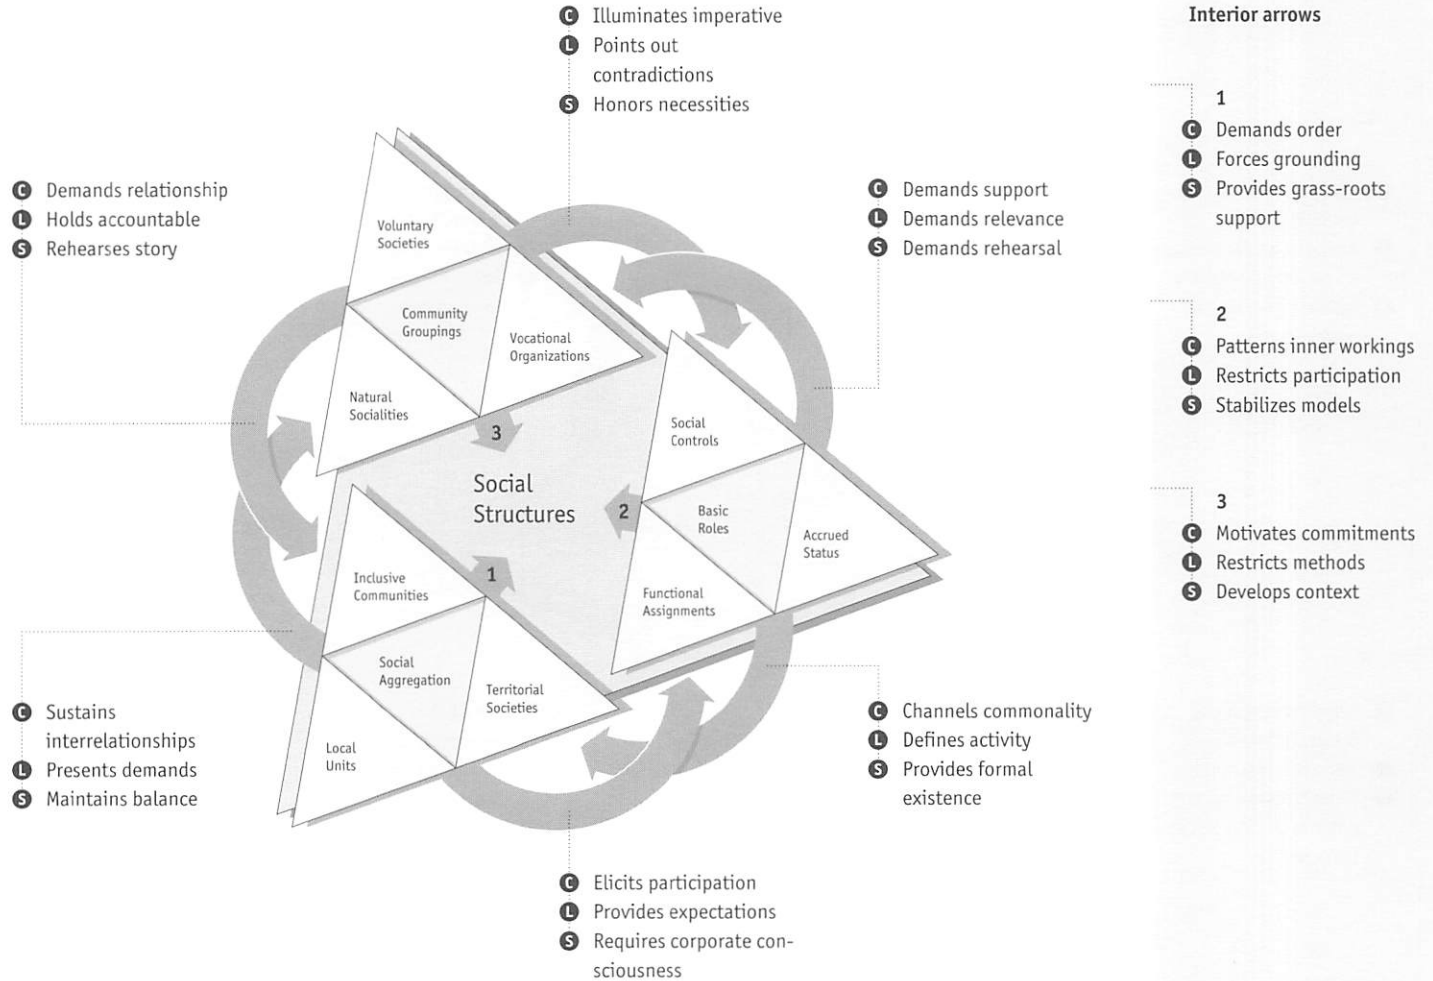 C Illuminates imperative
L Points out
contradictions
S Honors necessities
C Demands relationship
L Holds accountable
S Rehearses story
C Demands support
L Demands relevance
S Demands rehearsal
Voluntary
Societies
Community
Groupings
Vocational
Organizations
Natural
Socialities
3
Social
Structures
2
1
Social
Controls
Basic
Roles
Accrued
Status
Functional
Assignments
Inclusive
Communities
Social
Aggregation
Territorial
Societies
Local
Units
C Sustains
interrelationships
L Presents demands
S Maintains balance
C Channels commonality
L Defines activity
S Provides formal
existence
C Elicits participation
L Provides expectations
S Requires corporate con-
sciousness
Interior arrows
1
C Demands order
L Forces grounding
S Provides grass-roots
support
2
C Patterns inner workings
L Restricts participation
S Stabilizes models
3
C Motivates commitments
L Restricts methods
S Develops context